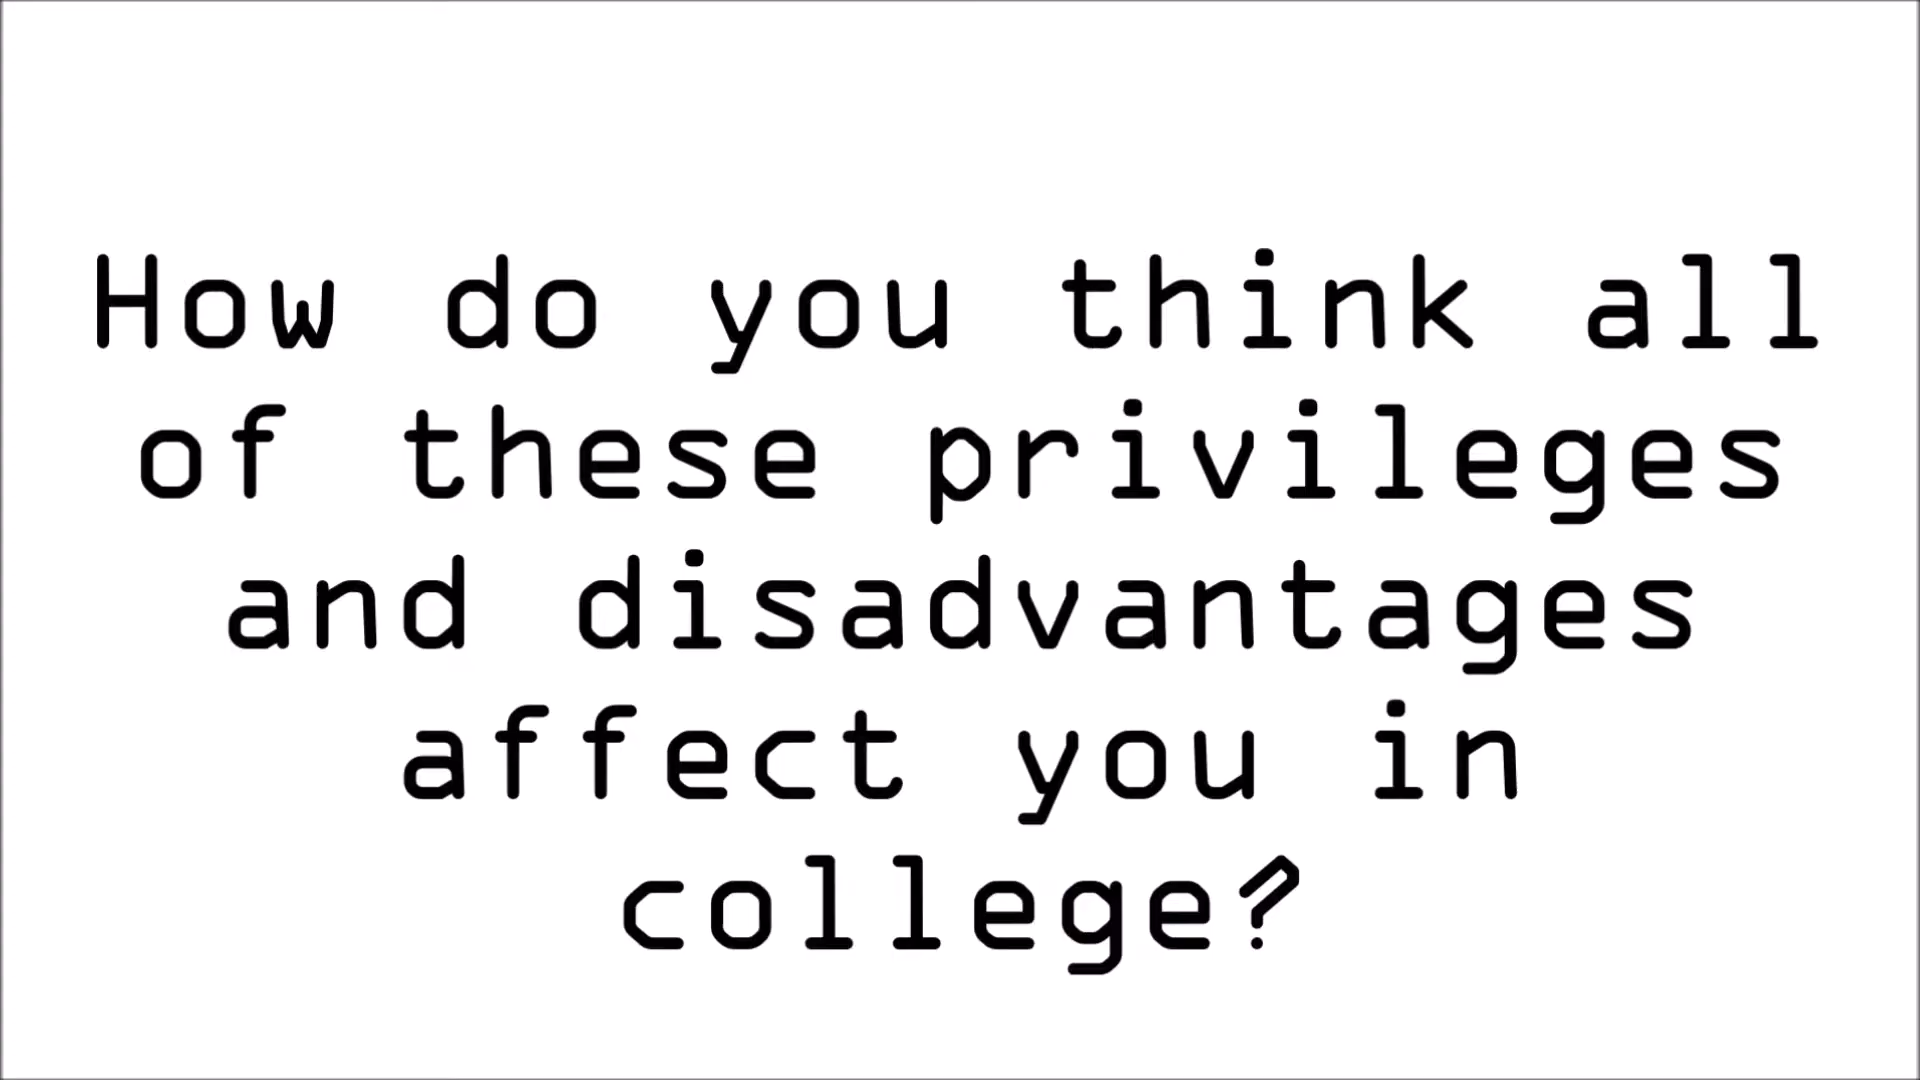 How do you think all
of these privileges
and disadvantages
affect you in
college?